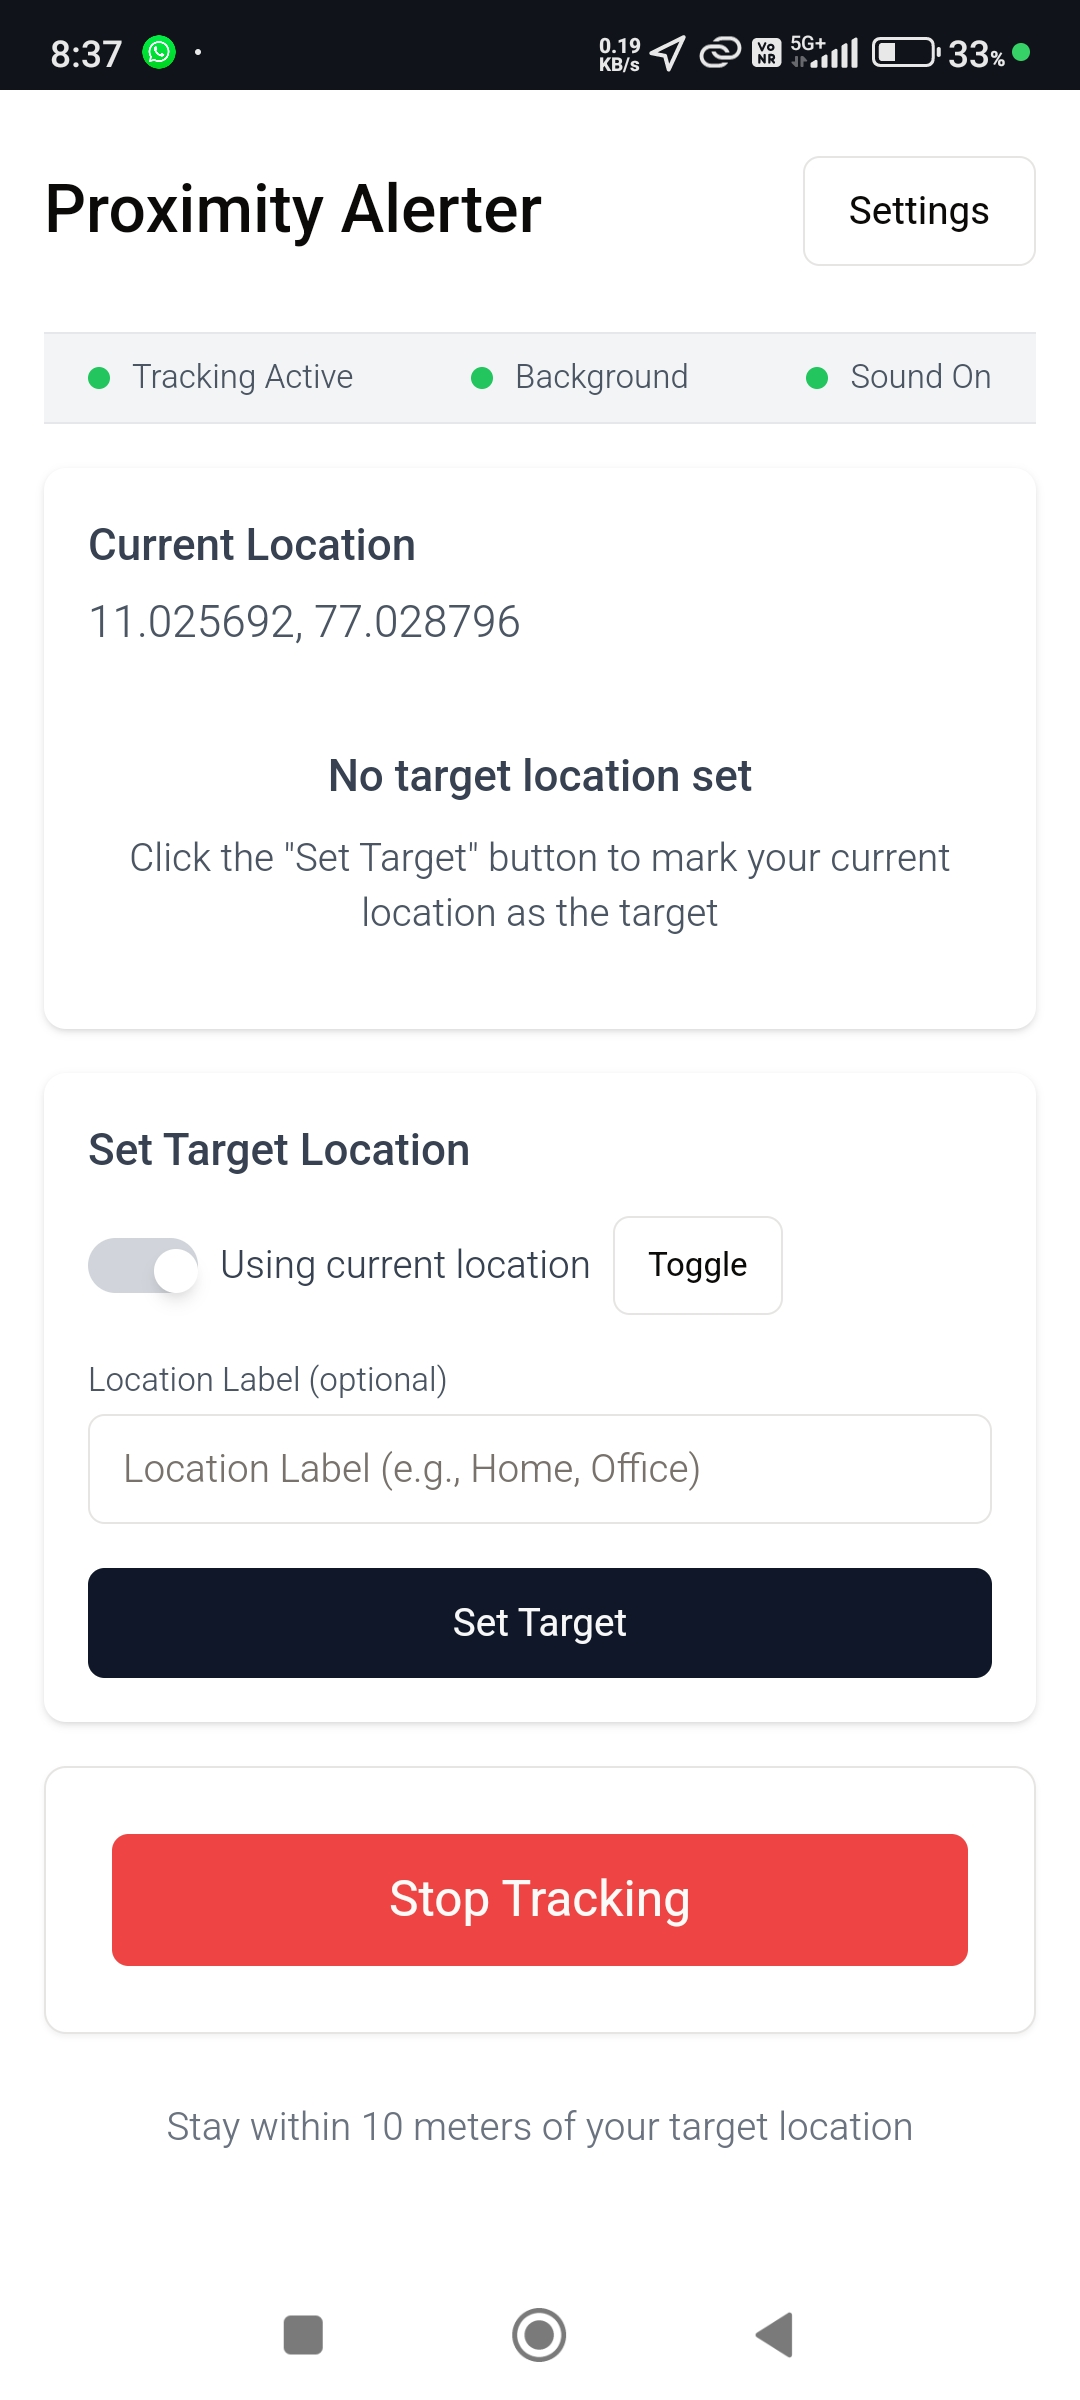 8:37
0.19
KB/s
Vo
NR
5G+
33%
Proximity Alerter
Settings
Tracking Active
Background
Sound On
Current Location
11.025692, 77.028796
No target location set
Click the "Set Target" button to mark your current
location as the target
Set Target Location
Using current location
Toggle
Location Label (optional)
Location Label (e.g., Home, Office)
Set Target
Stop Tracking
Stay within 10 meters of your target location